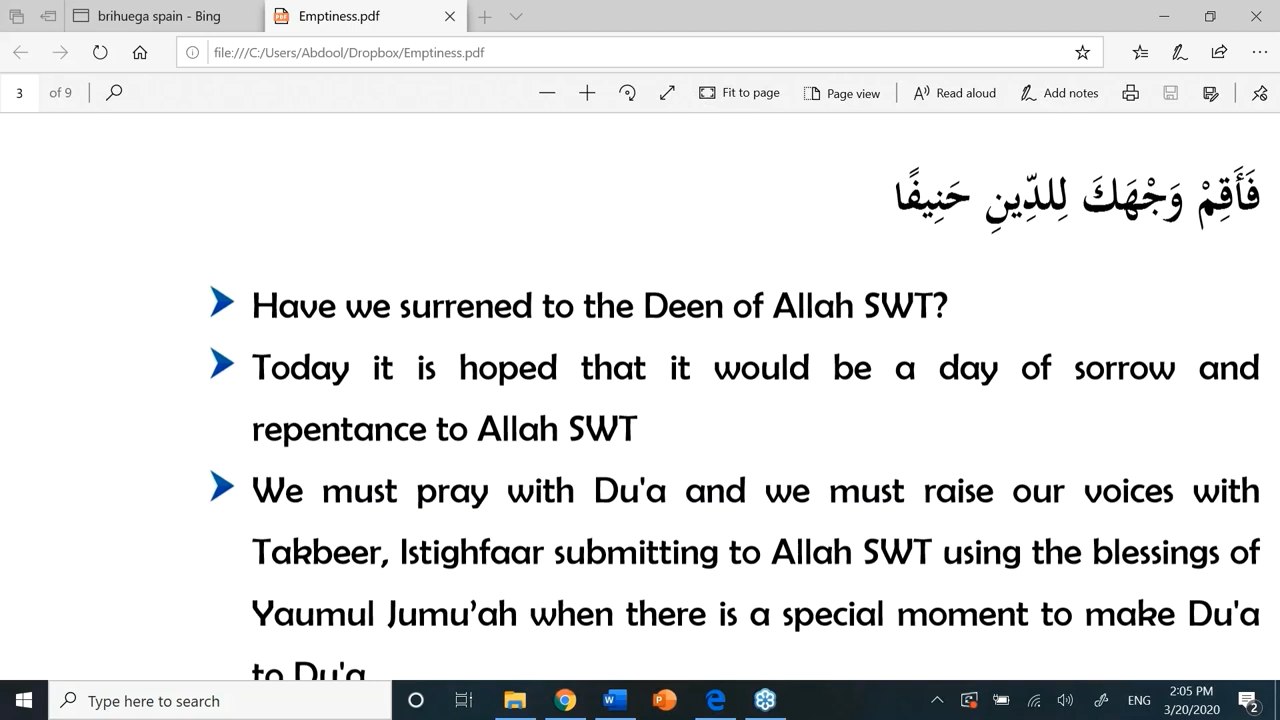 brihuega spain - Bing
Emptiness.pdf
file:///C:/Users/Abdool/Dropbox/Emptiness.pdf
3 of 9
Fit to page
Page view
Read aloud
Add notes
فَأَقِمْ وَجْهَكَ لِلدِّينِ حَنِيفًا
Have we surrened to the Deen of Allah SWT?
Today it is hoped that it would be a day of sorrow and
repentance to Allah SWT
We must pray with Du'a and we must raise our voices with
Takbeer, Istighfaar submitting to Allah SWT using the blessings of
Yaumul Jumu’ah when there is a special moment to make Du'a
to Du'a
Type here to search
ENG
2:05 PM
3/20/2020
2